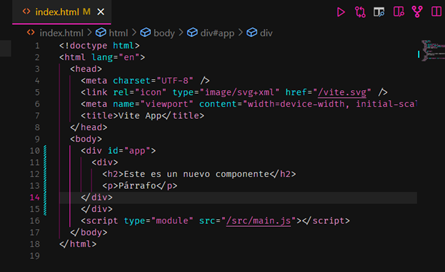 index.html M
index.html > html > body > div#app > div
1 <!doctype html>
2 <html lang="en">
3 <head>
4 <meta charset="UTF-8" />
5 <link rel="icon" type="image/svg+xml" href="/vite.svg" />
6 <meta name="viewport" content="width=device-width, initial-scal
7 <title>Vite App</title>
8 </head>
9 <body>
10 <div id="app">
11 <div>
12 <h2>Este es un nuevo componente</h2>
13 <p>Párrafo</p>
14 </div>
15 </div>
16 <script type="module" src="/src/main.js"></script>
17 </body>
18 </html>
19